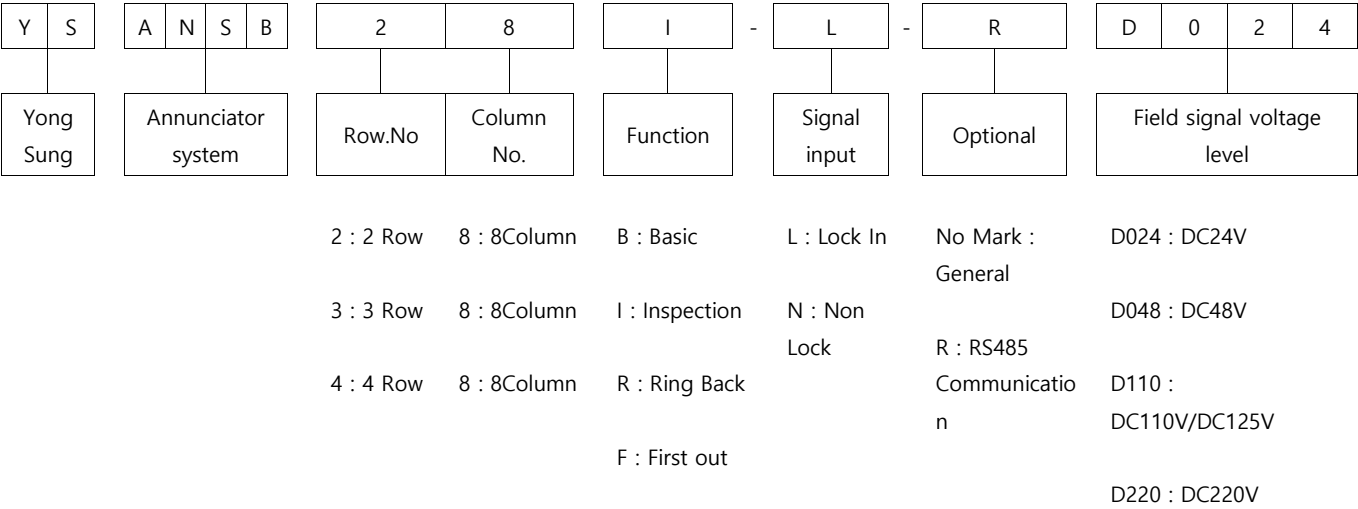 Y S A N S B 2 8 I - L - R D 0 2 4
Yong Sung
Annunciator system
Row.No
Column No.
Function
Signal input
Optional
Field signal voltage level
2 : 2 Row
3 : 3 Row
4 : 4 Row
8 : 8Column
8 : 8Column
8 : 8Column
B : Basic
I : Inspection
R : Ring Back
F : First out
L : Lock In
N : Non
Lock
No Mark :
General
R : RS485
Communicatio
n
D024 : DC24V
D048 : DC48V
D110 :
DC110V/DC125V
D220 : DC220V